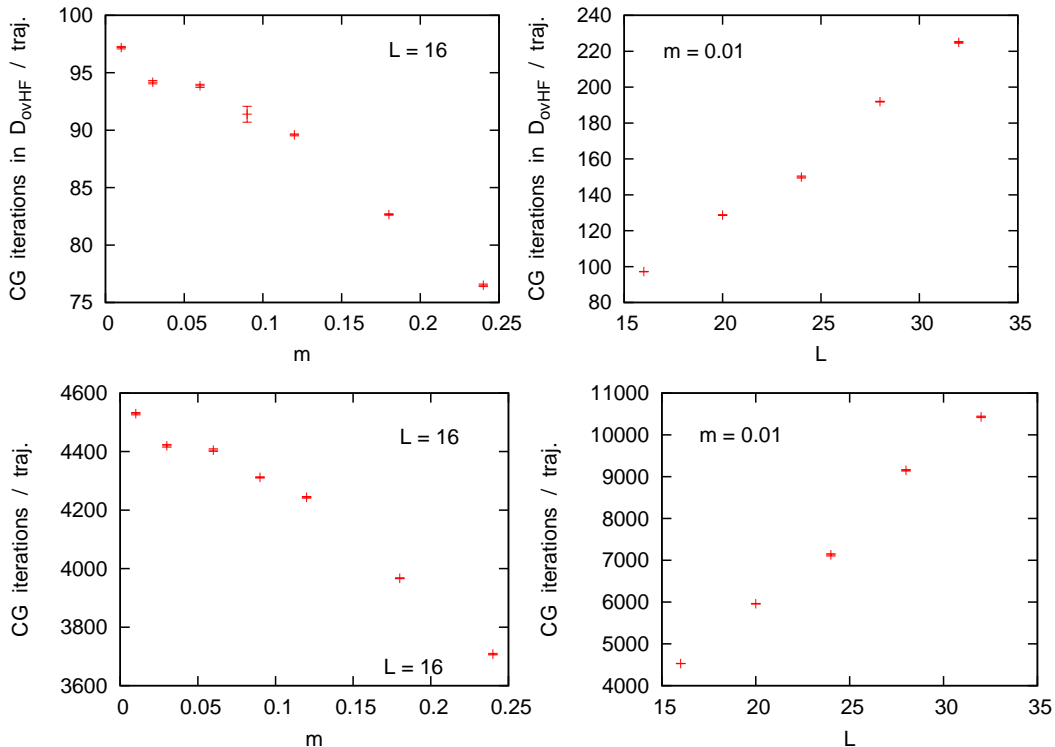 CG iterations in D_ovHF / traj.
100
95
90
85
80
75
L = 16
0 0.05 0.1 0.15 0.2 0.25
m
CG iterations in D_ovHF / traj.
240
220
200
180
160
140
120
100
80
m = 0.01
15 20 25 30 35
L
CG iterations / traj.
4600
4400
4200
4000
3800
3600
L = 16
L = 16
0 0.05 0.1 0.15 0.2 0.25
m
CG iterations / traj.
11000
10000
9000
8000
7000
6000
5000
4000
m = 0.01
15 20 25 30 35
L